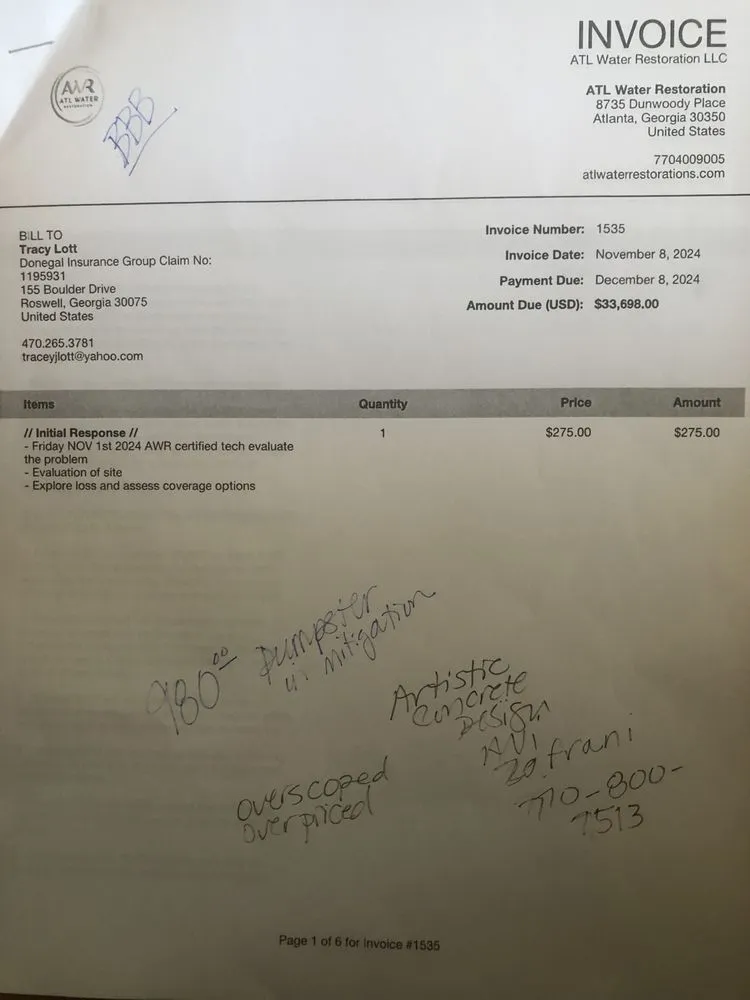 INVOICE
ATL Water Restoration LLC
AWR
ATL WATER
RESTORATION
BBB
ATL Water Restoration
8735 Dunwoody Place
Atlanta, Georgia 30350
United States
7704009005
atlwaterrestorations.com
BILL TO
Tracy Lott
Donegal Insurance Group Claim No:
1195931
155 Boulder Drive
Roswell, Georgia 30075
United States
470.265.3781
traceyjlott@yahoo.com
Invoice Number: 1535
Invoice Date: November 8, 2024
Payment Due: December 8, 2024
Amount Due (USD): $33,698.00
Items Quantity Price Amount
// Initial Response // 1 $275.00 $275.00
- Friday NOV 1st 2024 AWR certified tech evaluate
the problem
- Evaluation of site
- Explore loss and assess coverage options
980.00 Dumpster
Mitigation
Artistic
Concrete
Design
AVI
Zafrani
770-800-
7513
overscoped
overpriced
Page 1 of 6 for Invoice #1535